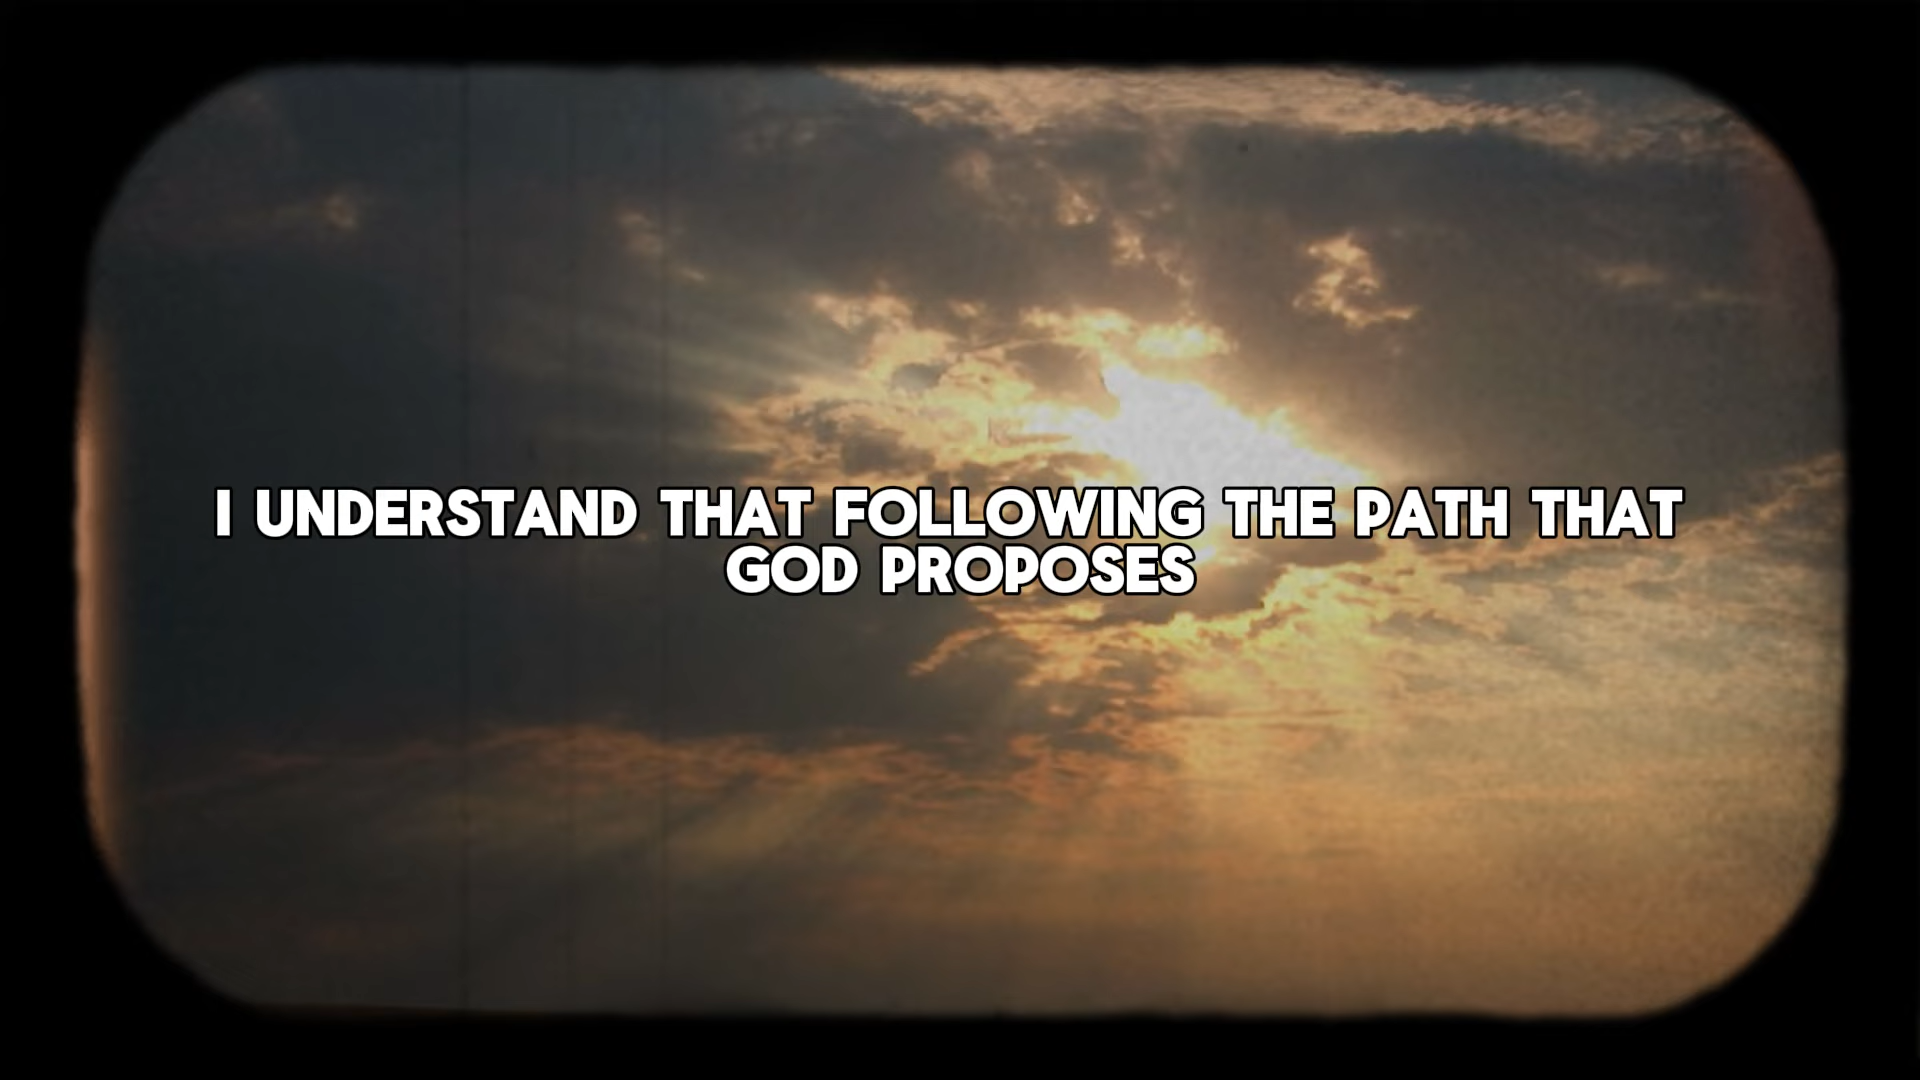 I UNDERSTAND THAT FOLLOWING THE PATH THAT
GOD PROPOSES